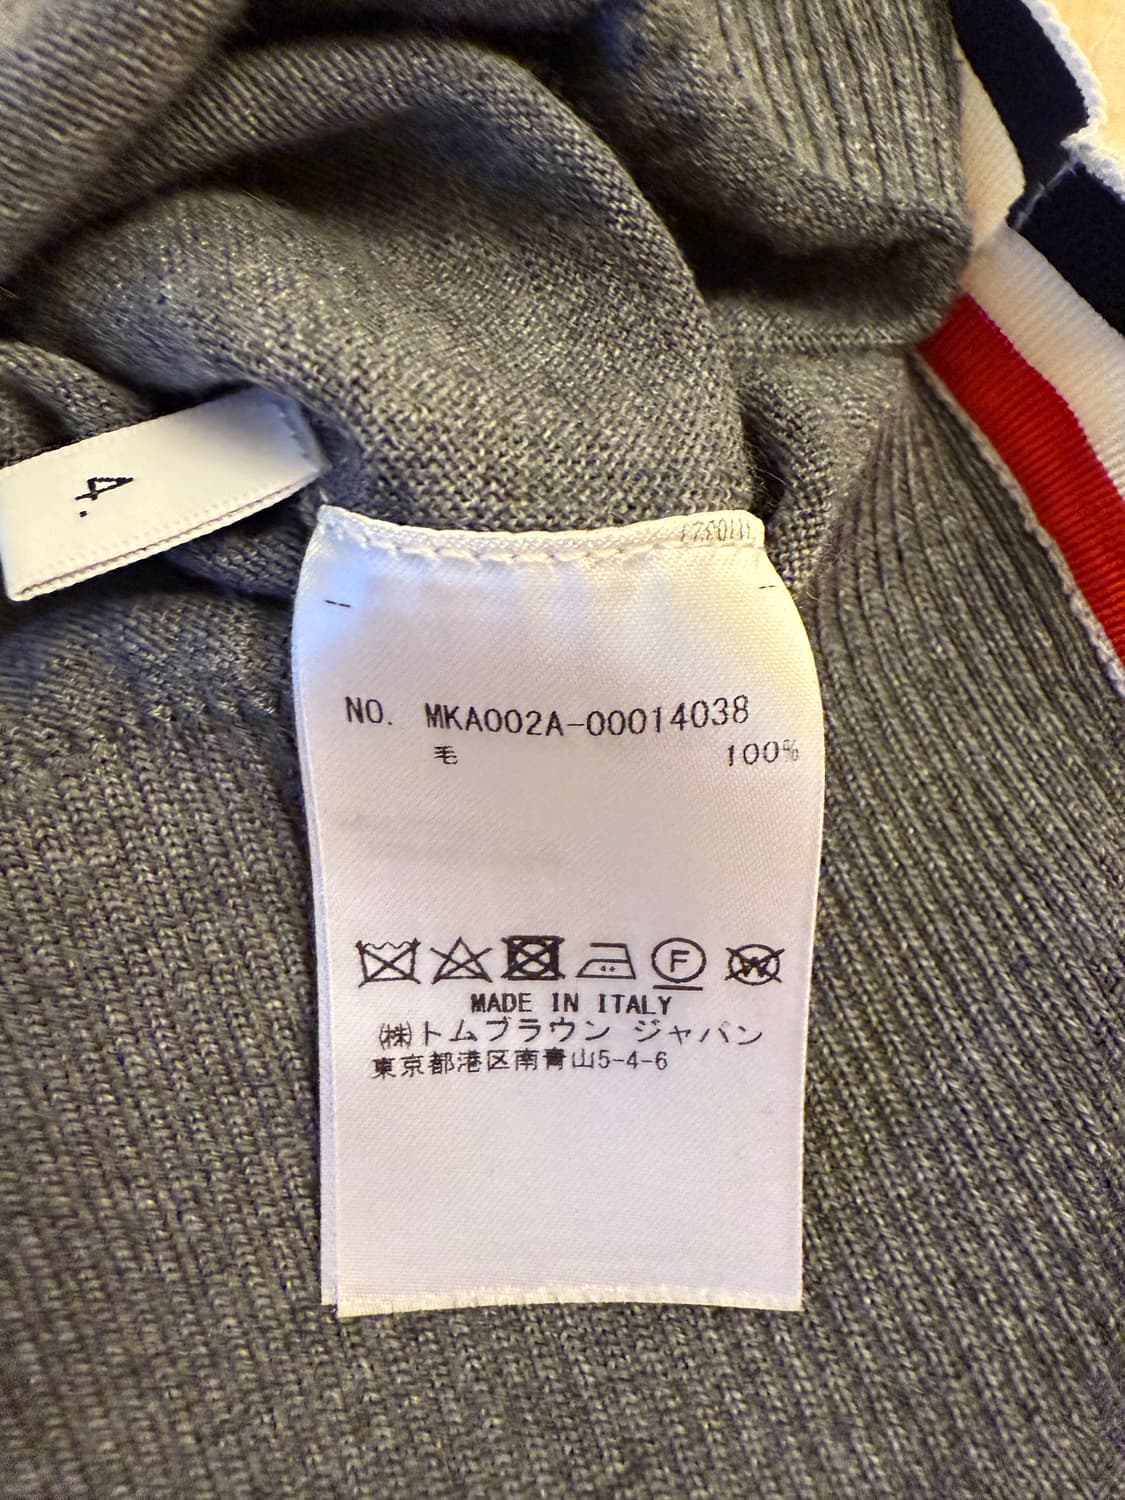 4.
NO. MKA002A-00014038
毛 100%
F W
MADE IN ITALY
㈱トムブラウン ジャパン
東京都港区南青山5-4-6